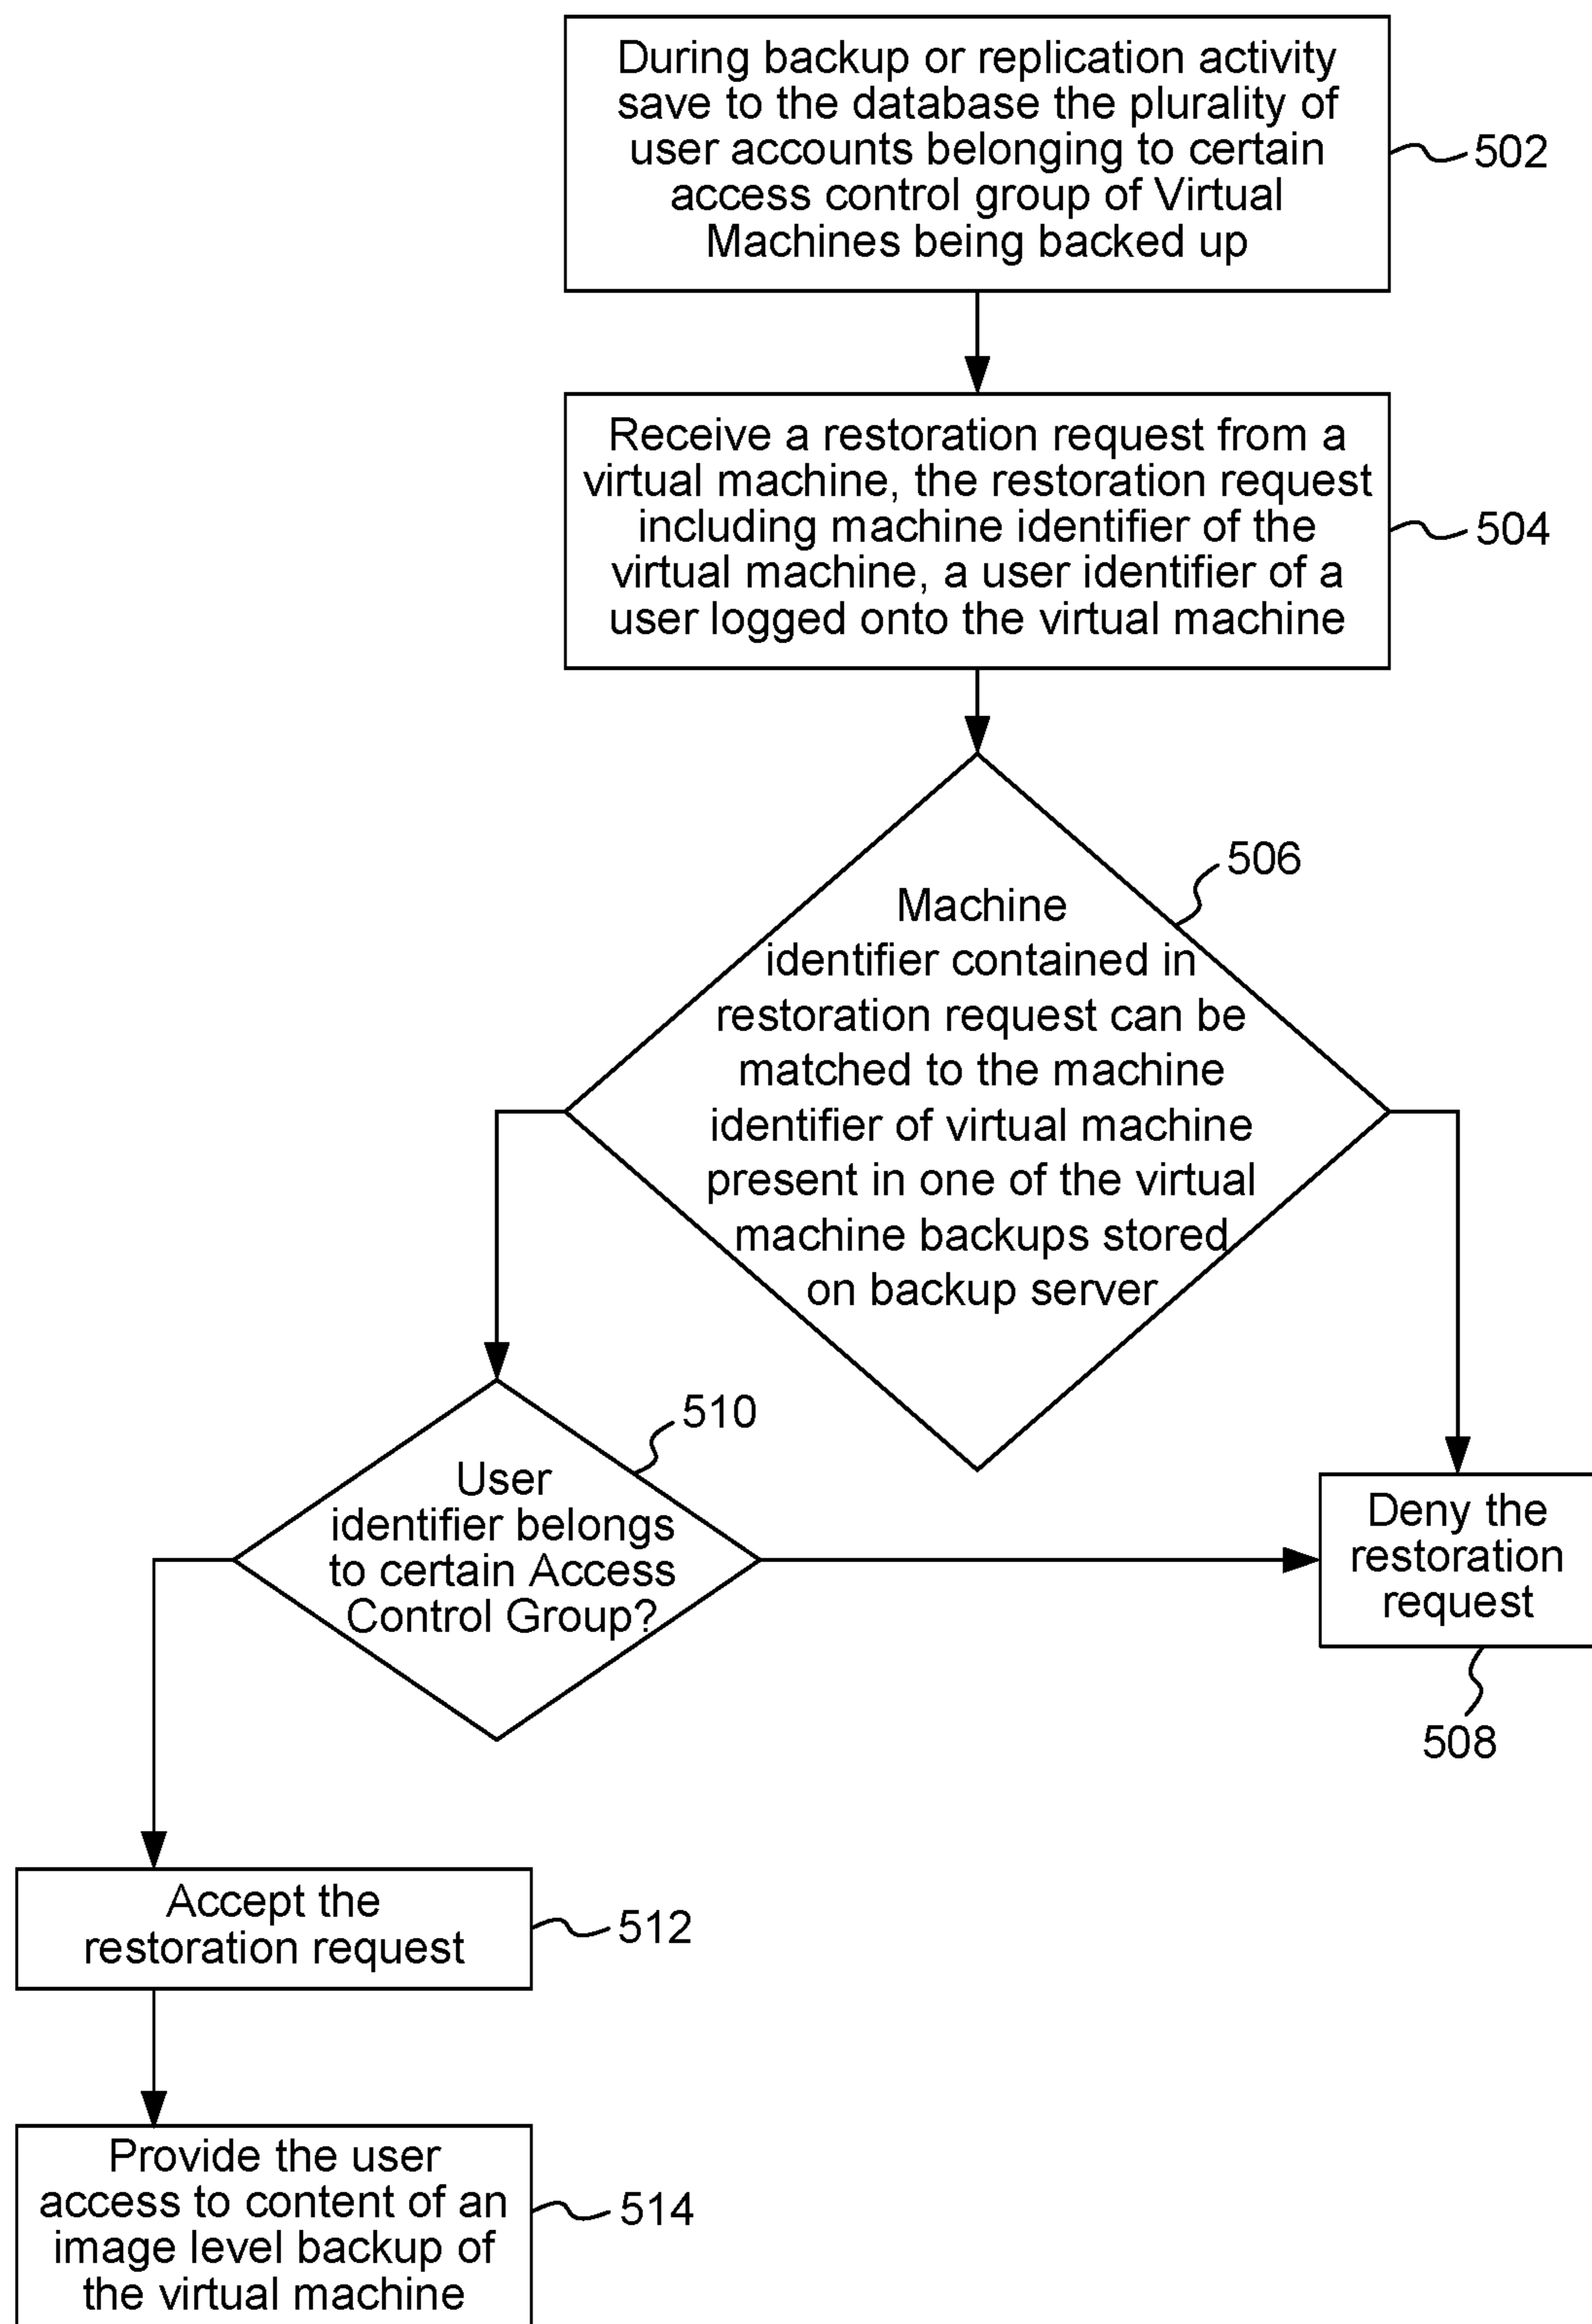 During backup or replication activity
save to the database the plurality of
user accounts belonging to certain
access control group of Virtual
Machines being backed up
502
Receive a restoration request from a
virtual machine, the restoration request
including machine identifier of the
virtual machine, a user identifier of a
user logged onto the virtual machine
504
506
Machine
identifier contained in
restoration request can be
matched to the machine
identifier of virtual machine
present in one of the virtual
machine backups stored
on backup server
510
User
identifier belongs
to certain Access
Control Group?
Deny the
restoration
request
508
Accept the
restoration request
512
Provide the user
access to content of an
image level backup of
the virtual machine
514